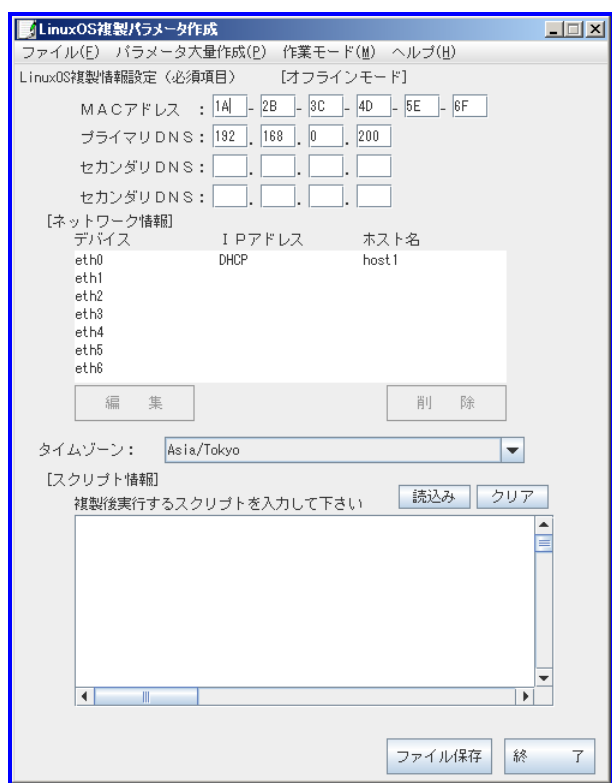 LinuxOS複製パラメータ作成
ファイル(F) パラメータ大量作成(P) 作業モード(M) ヘルプ(H)
LinuxOS複製情報設定（必須項目） [オフラインモード]
ＭＡＣアドレス ： 1A - 2B - 3C - 4D - 5E - 6F
プライマリＤＮＳ： 192 . 168 . 0 . 200
セカンダリＤＮＳ： . . .
セカンダリＤＮＳ： . . .
[ネットワーク情報]
デバイス ＩＰアドレス ホスト名
eth0 DHCP host1
eth1
eth2
eth3
eth4
eth5
eth6
編 集 削 除
タイムゾーン： Asia/Tokyo
[スクリプト情報]
複製後実行するスクリプトを入力して下さい 読込み クリア
ファイル保存 終 了